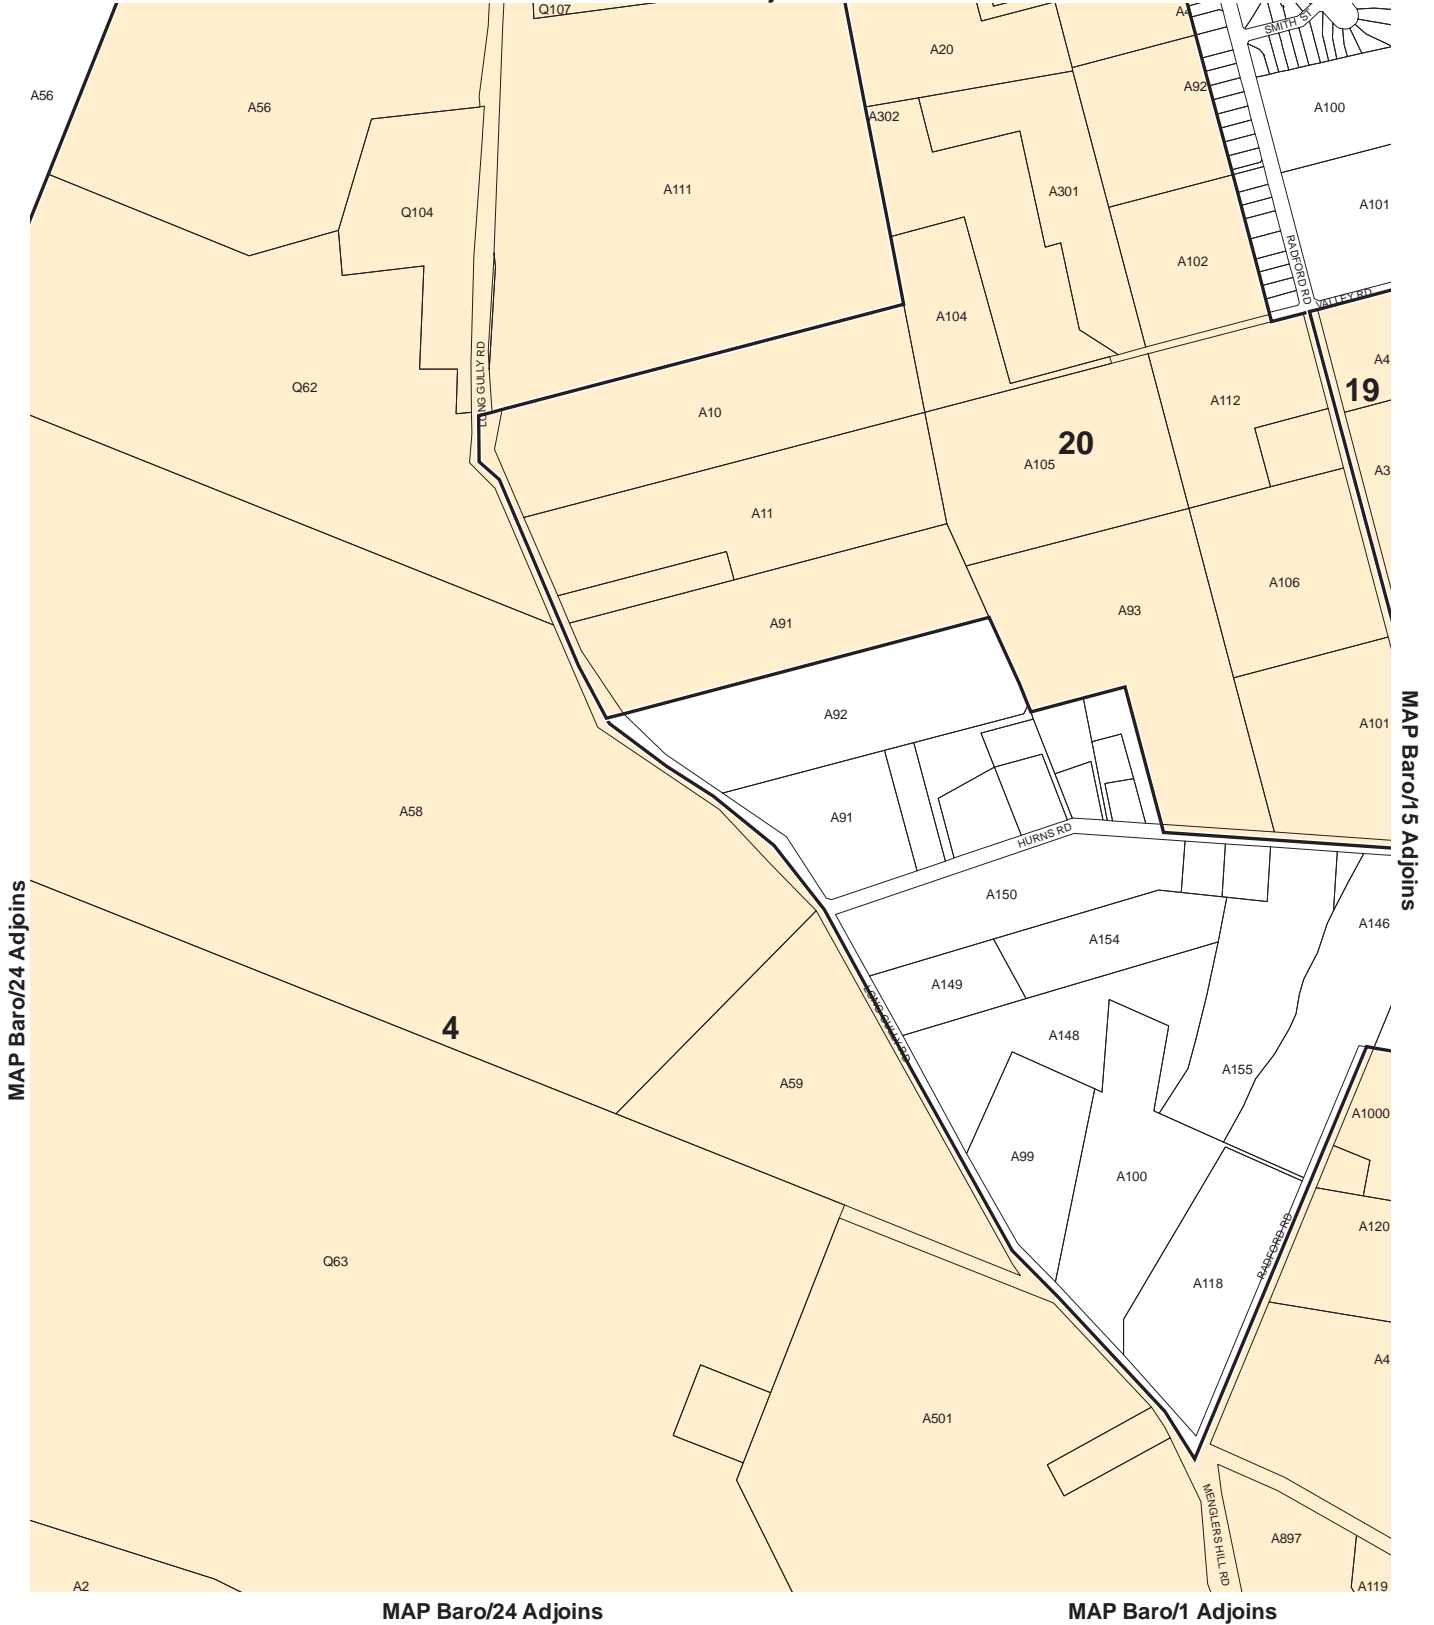 Q107
A4
SMITH ST
A20
A56
A56
A92
A100
A302
A111
A301
A101
Q104
A102
RADFORD RD
VALLEY RD
A104
LONG GULLY RD
A4
Q62
19
A10
A112
20
A105
A3
A11
A106
A93
A91
A92
A101
MAP Baro/15 Adjoins
A58
A91
HURNS RD
A150
A146
A154
MAP Baro/24 Adjoins
A149
LONG GULLY RD
4
A148
A155
A59
A1000
A99
A100
A120
RADFORD RD
Q63
A118
A4
A501
MENGLERS HILL RD
A897
A2
A119
MAP Baro/24 Adjoins
MAP Baro/1 Adjoins